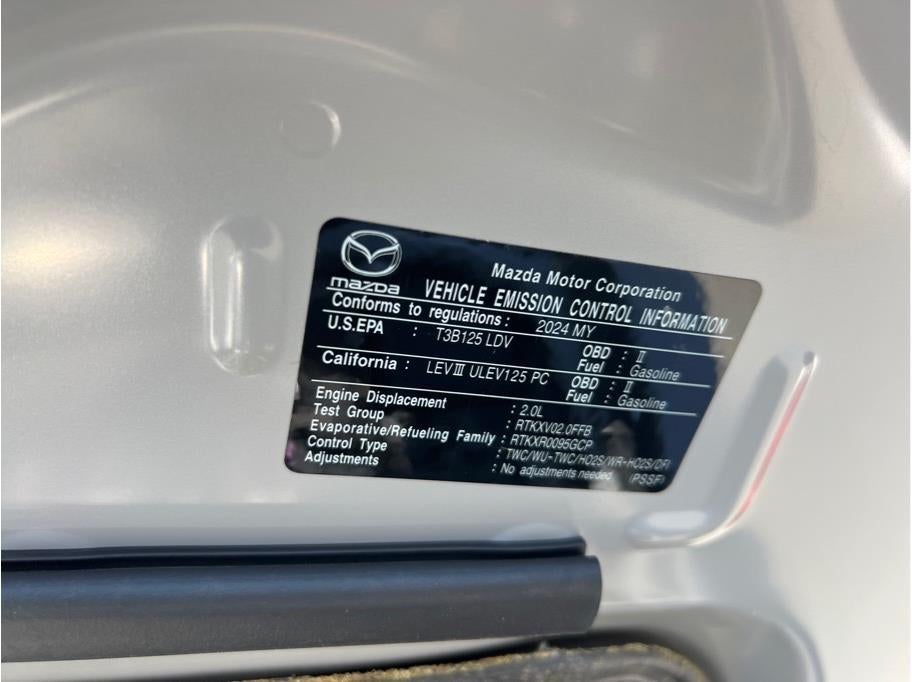 mazda
Mazda Motor Corporation
VEHICLE EMISSION CONTROL INFORMATION
Conforms to regulations : 2024 MY
U.S.EPA : T3B125 LDV OBD : II
Fuel : Gasoline
California : LEVIII ULEV125 PC OBD : II
Fuel : Gasoline
Engine Displacement : 2.0L
Test Group : RTKXV02.0FFB
Evaporative/Refueling Family : RTKXR0095GCP
Control Type : TWC/WU-TWC/HO2S/WR-HO2S/DFI
Adjustments : No adjustments needed (PSSF)